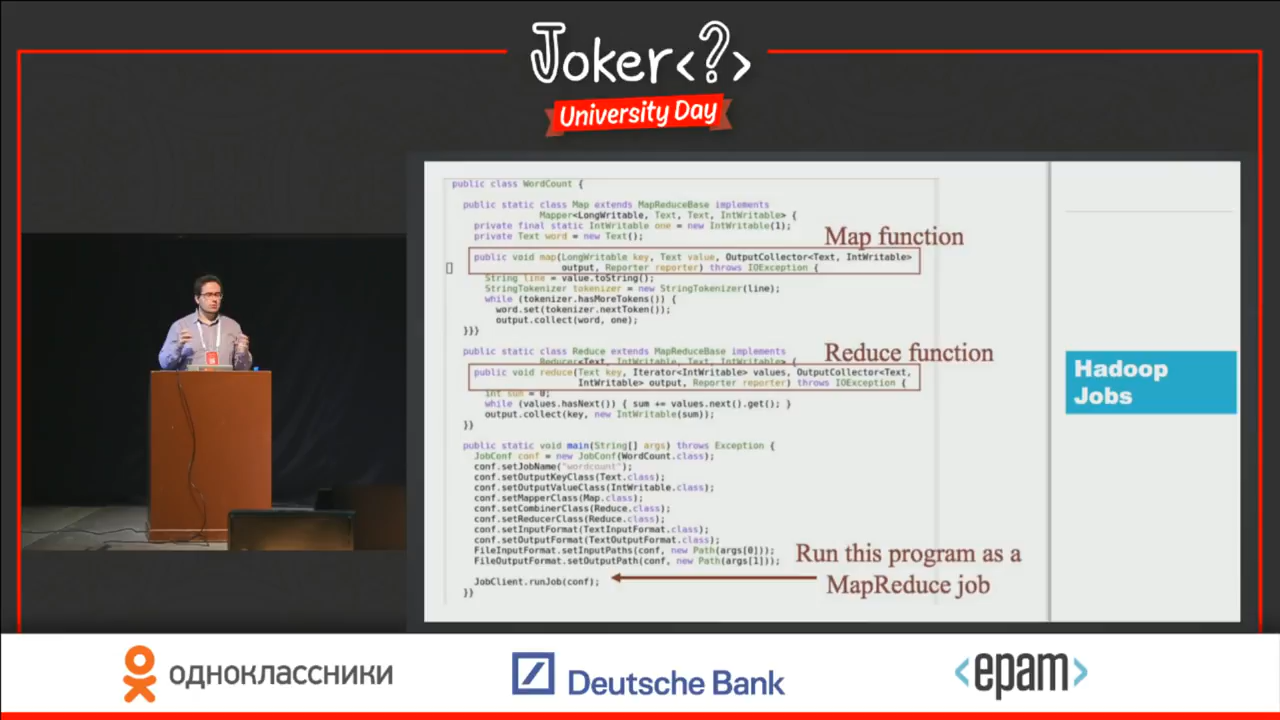 Joker<?>
University Day
public class WordCount {
public static class Map extends MapReduceBase implements
Mapper<LongWritable, Text, Text, IntWritable> {
private final static IntWritable one = new IntWritable(1);
private Text word = new Text();
Map function
public void map(LongWritable key, Text value, OutputCollector<Text, IntWritable>
output, Reporter reporter) throws IOException {
String line = value.toString();
StringTokenizer tokenizer = new StringTokenizer(line);
while (tokenizer.hasMoreTokens()) {
word.set(tokenizer.nextToken());
output.collect(word, one);
}}}
public static class Reduce extends MapReduceBase implements
Reducer<Text, IntWritable, Text, IntWritable> {
Reduce function
public void reduce(Text key, Iterator<IntWritable> values, OutputCollector<Text,
IntWritable> output, Reporter reporter) throws IOException {
int sum = 0;
while (values.hasNext()) { sum += values.next().get(); }
output.collect(key, new IntWritable(sum));
}}
public static void main(String[] args) throws Exception {
JobConf conf = new JobConf(WordCount.class);
conf.setJobName("wordcount");
conf.setOutputKeyClass(Text.class);
conf.setOutputValueClass(IntWritable.class);
conf.setMapperClass(Map.class);
conf.setCombinerClass(Reduce.class);
conf.setReducerClass(Reduce.class);
conf.setInputFormat(TextInputFormat.class);
conf.setOutputFormat(TextOutputFormat.class);
FileInputFormat.setInputPaths(conf, new Path(args[0]));
FileOutputFormat.setOutputPath(conf, new Path(args[1]));
JobClient.runJob(conf);
}}
Run this program as a
MapReduce job
Hadoop
Jobs
одноклассники
Deutsche Bank
<epam>